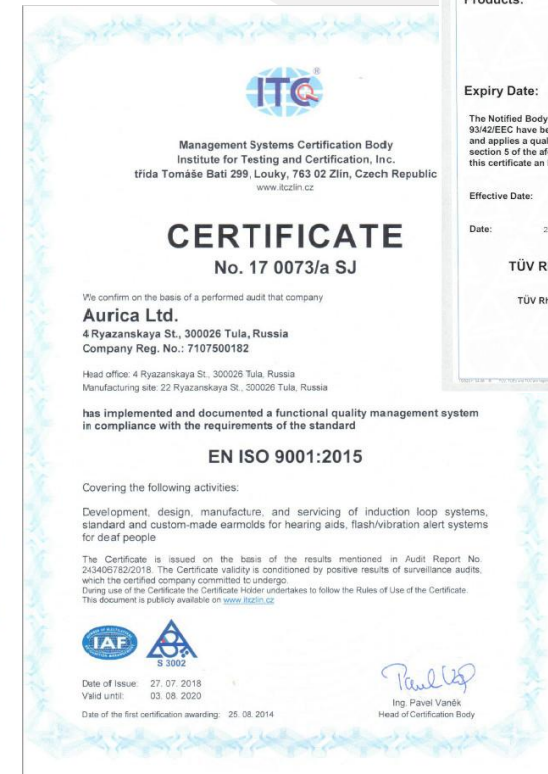 ITC
®
Management Systems Certification Body
Institute for Testing and Certification, Inc.
třída Tomáše Bati 299, Louky, 763 02 Zlín, Czech Republic
www.itczlin.cz
CERTIFICATE
No. 17 0073/a SJ
We confirm on the basis of a performed audit that company
Aurica Ltd.
4 Ryazanskaya St., 300026 Tula, Russia
Company Reg. No.: 7107500182
Head office: 4 Ryazanskaya St., 300026 Tula, Russia
Manufacturing site: 22 Ryazanskaya St., 300026 Tula, Russia
has implemented and documented a functional quality management system
in compliance with the requirements of the standard
EN ISO 9001:2015
Covering the following activities:
Development, design, manufacture, and servicing of induction loop systems,
standard and custom-made earmolds for hearing aids, flash/vibration alert systems
for deaf people
The Certificate is issued on the basis of the results mentioned in Audit Report No.
243406782/2018. The Certificate validity is conditioned by positive results of surveillance audits,
which the certified company committed to undergo.
During use of the Certificate the Certificate Holder undertakes to follow the Rules of Use of the Certificate.
This document is publicly available on www.itczlin.cz
IAF
S 3002
Date of Issue: 27. 07. 2018
Valid until: 03. 08. 2020
Date of the first certification awarding: 25. 08. 2014
Ing. Pavel Vaněk
Head of Certification Body
Products:
Expiry Date:
The Notified Body
93/42/EEC have be
and applies a qual
section 5 of the af
this certificate an
Effective Date:
Date: 2
TÜV R
TÜV Rh